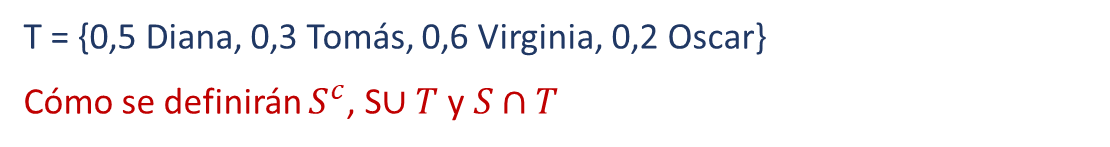 T = {0,5 Diana, 0,3 Tomás, 0,6 Virginia, 0,2 Oscar}
Cómo se definirán S^c, S∪ T y S ∩ T